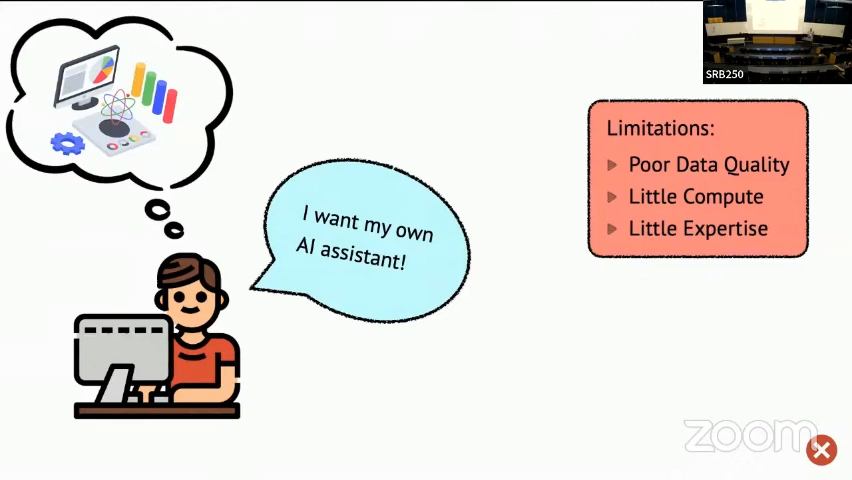 SRB250
Limitations:
Poor Data Quality
Little Compute
Little Expertise
I want my own
AI assistant!
zoom